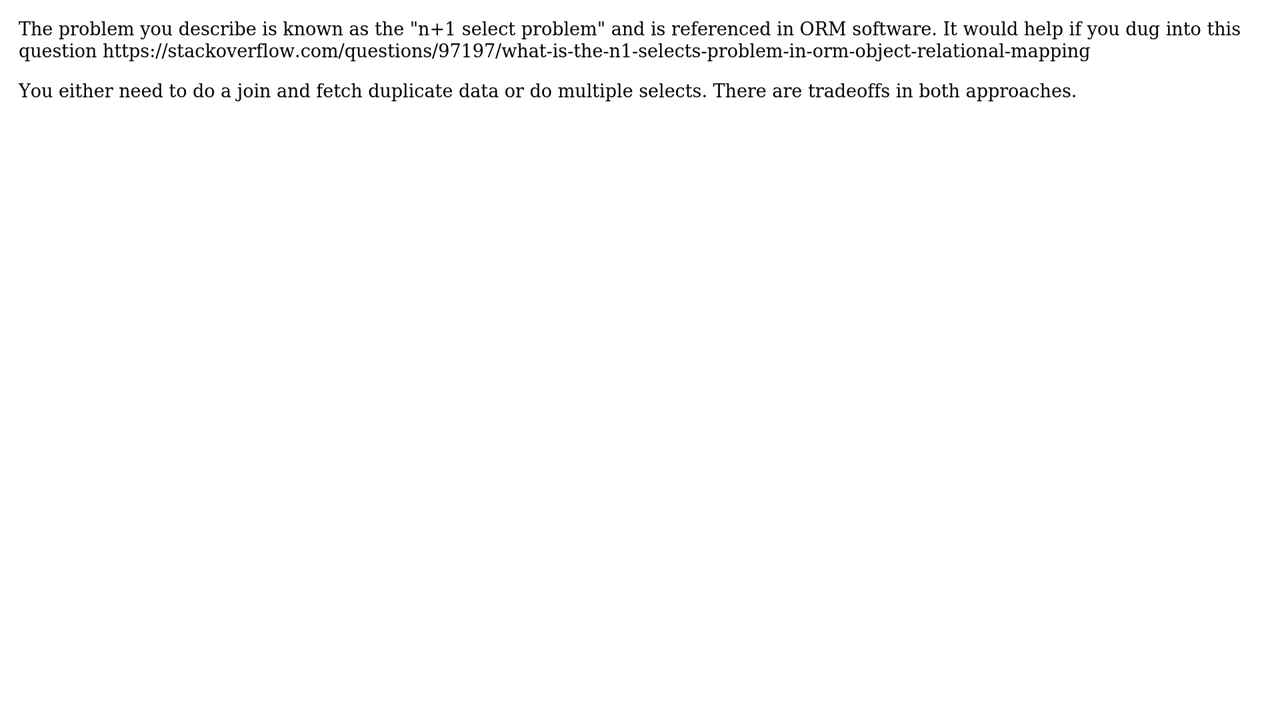 The problem you describe is known as the "n+1 select problem" and is referenced in ORM software. It would help if you dug into this
question https://stackoverflow.com/questions/97197/what-is-the-n1-selects-problem-in-orm-object-relational-mapping
You either need to do a join and fetch duplicate data or do multiple selects. There are tradeoffs in both approaches.